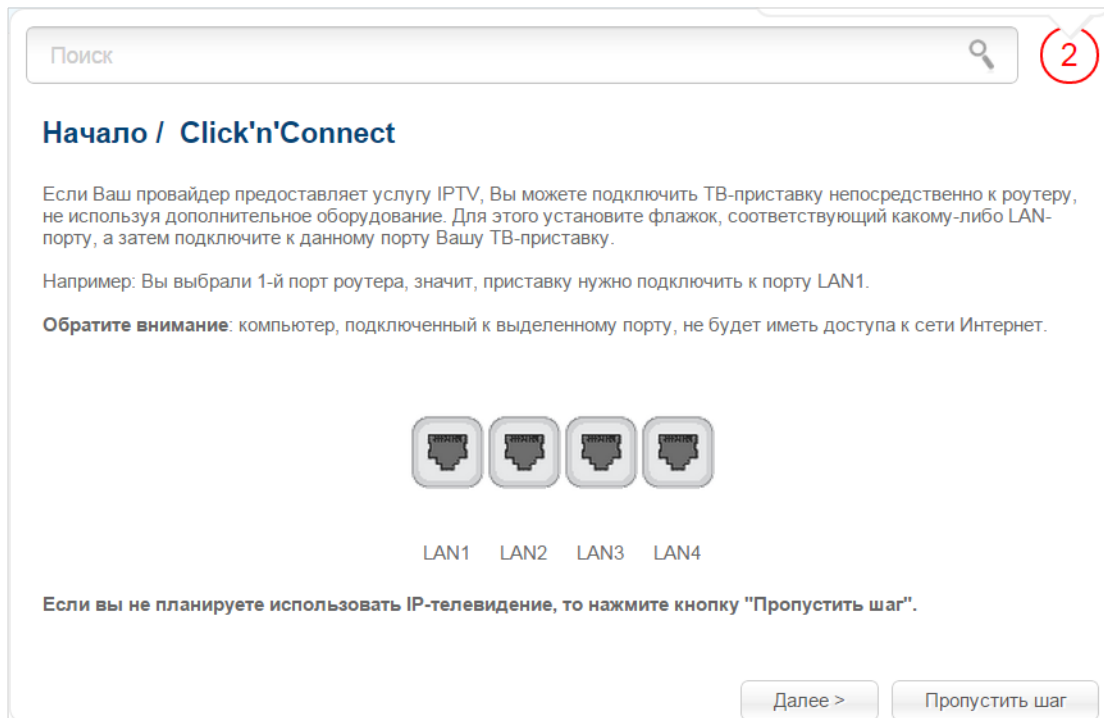 Поиск
2
Начало / Click'n'Connect
Если Ваш провайдер предоставляет услугу IPTV, Вы можете подключить ТВ-приставку непосредственно к роутеру,
не используя дополнительное оборудование. Для этого установите флажок, соответствующий какому-либо LAN-
порту, а затем подключите к данному порту Вашу ТВ-приставку.
Например: Вы выбрали 1-й порт роутера, значит, приставку нужно подключить к порту LAN1.
Обратите внимание: компьютер, подключенный к выделенному порту, не будет иметь доступа к сети Интернет.
LAN1 LAN2 LAN3 LAN4
Если вы не планируете использовать IP-телевидение, то нажмите кнопку "Пропустить шаг".
Далее > Пропустить шаг